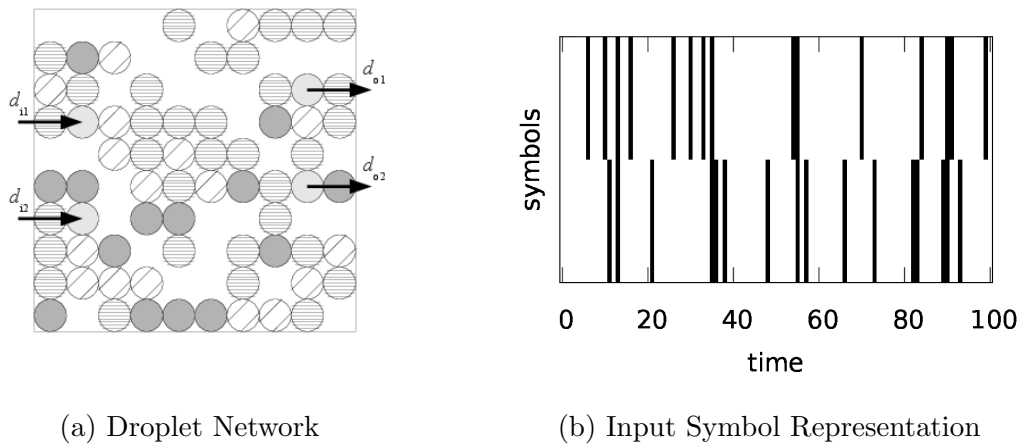 d_i1
d_i2
d_o1
d_o2
symbols
0 20 40 60 80 100
time
(a) Droplet Network
(b) Input Symbol Representation